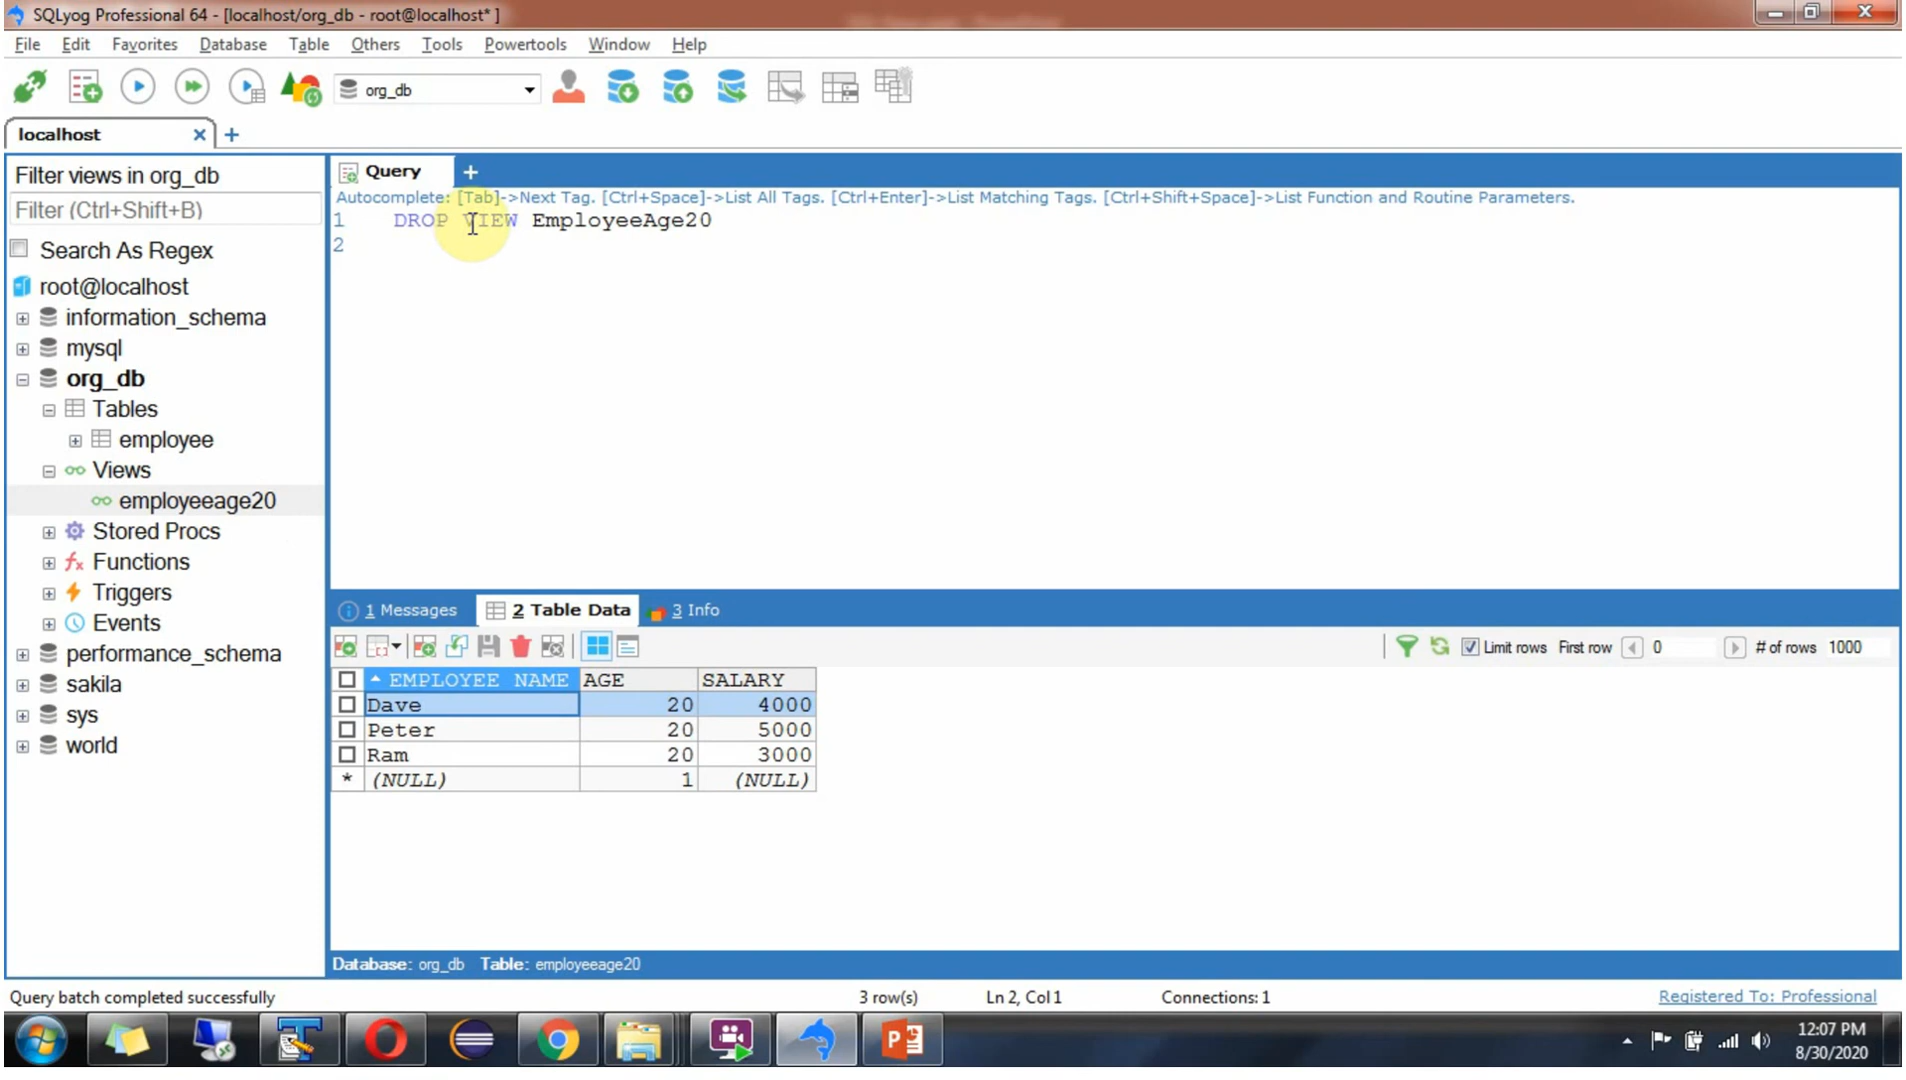 SQLyog Professional 64 - [localhost/org_db - root@localhost* ]
File Edit Favorites Database Table Others Tools Powertools Window Help
org_db
localhost
Filter views in org_db
Filter (Ctrl+Shift+B)
Search As Regex
root@localhost
information_schema
mysql
org_db
Tables
employee
Views
employeeage20
Stored Procs
Functions
Triggers
Events
performance_schema
sakila
sys
world
Query
Autocomplete: [Tab]->Next Tag. [Ctrl+Space]->List All Tags. [Ctrl+Enter]->List Matching Tags. [Ctrl+Shift+Space]->List Function and Routine Parameters.
1 DROP VIEW EmployeeAge20
2
1 Messages 2 Table Data 3 Info
Limit rows First row 0 # of rows 1000
EMPLOYEE NAME AGE SALARY
Dave 20 4000
Peter 20 5000
Ram 20 3000
* (NULL) 1 (NULL)
Database: org_db Table: employeeage20
Query batch completed successfully 3 row(s) Ln 2, Col 1 Connections: 1 Registered To: Professional
12:07 PM
8/30/2020